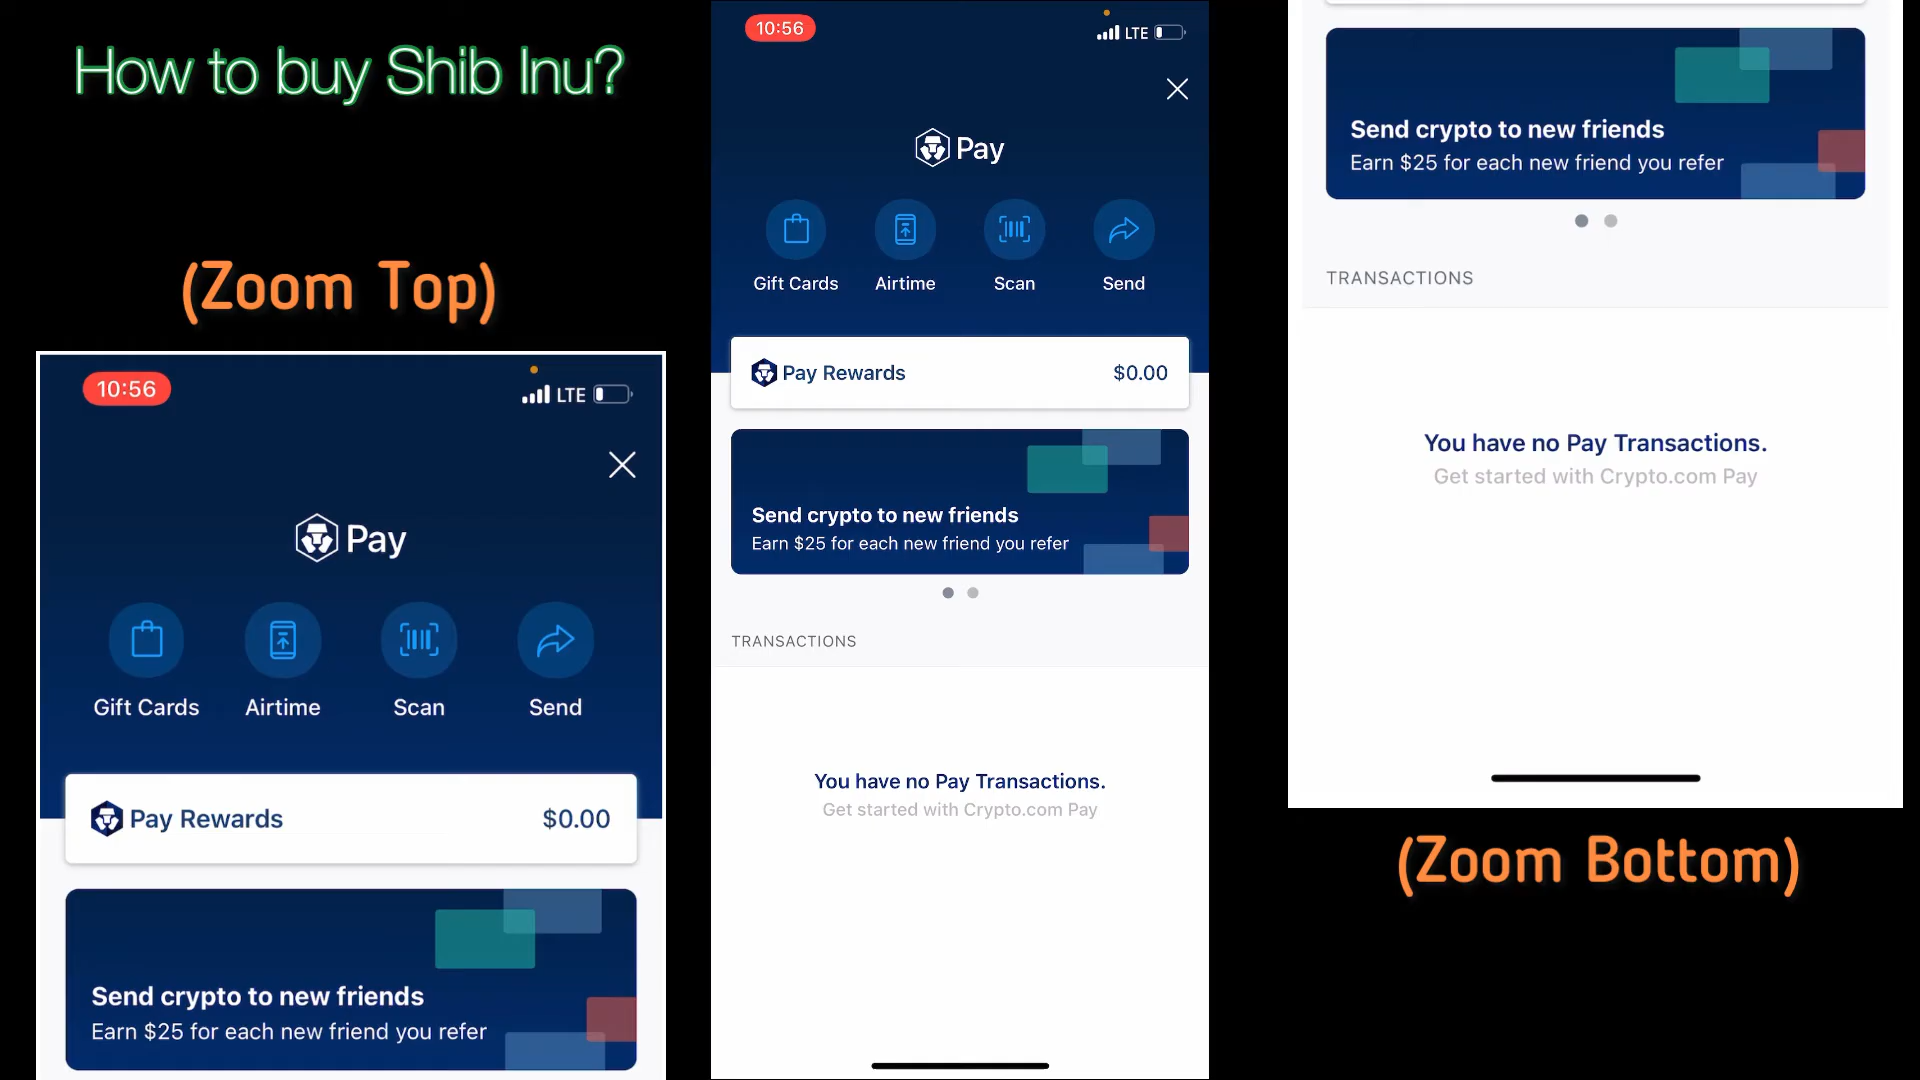 How to buy Shib Inu?
(Zoom Top)
10:56
LTE
Pay
Gift Cards Airtime Scan Send
Pay Rewards $0.00
Send crypto to new friends
Earn $25 for each new friend you refer
10:56
LTE
Pay
Gift Cards Airtime Scan Send
Pay Rewards $0.00
Send crypto to new friends
Earn $25 for each new friend you refer
TRANSACTIONS
You have no Pay Transactions.
Get started with Crypto.com Pay
Send crypto to new friends
Earn $25 for each new friend you refer
TRANSACTIONS
You have no Pay Transactions.
Get started with Crypto.com Pay
(Zoom Bottom)